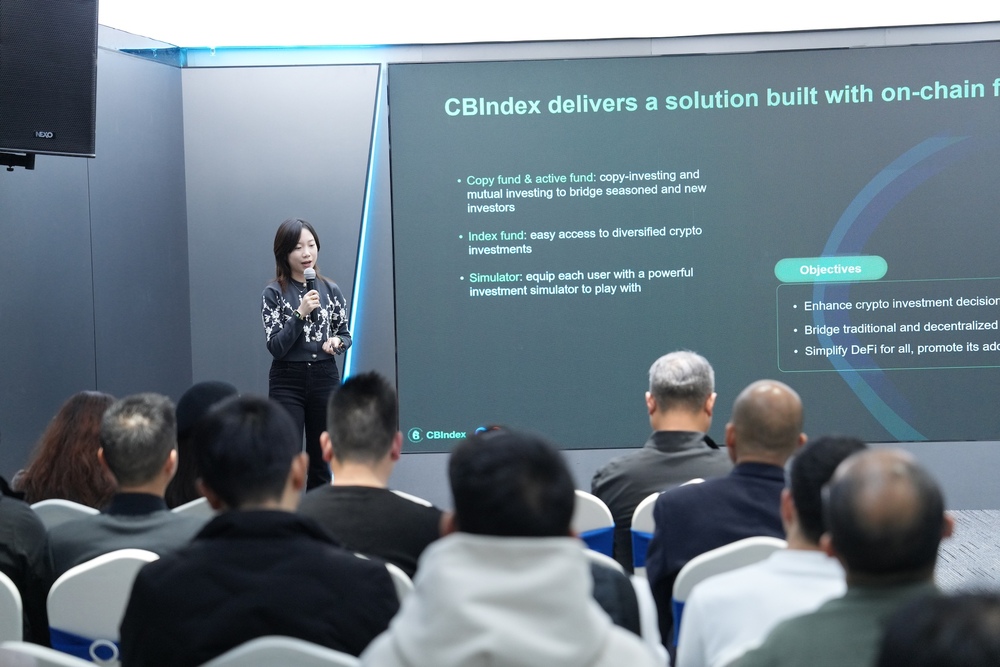 NEXO
CBIndex delivers a solution built with on-chain
• Copy fund & active fund: copy-investing and
mutual investing to bridge seasoned and new
investors
• Index fund: easy access to diversified crypto
investments
• Simulator: equip each user with a powerful
investment simulator to play with
Objectives
• Enhance crypto investment
• Bridge traditional and decentralized
• Simplify DeFi for all, promote its
CBIndex